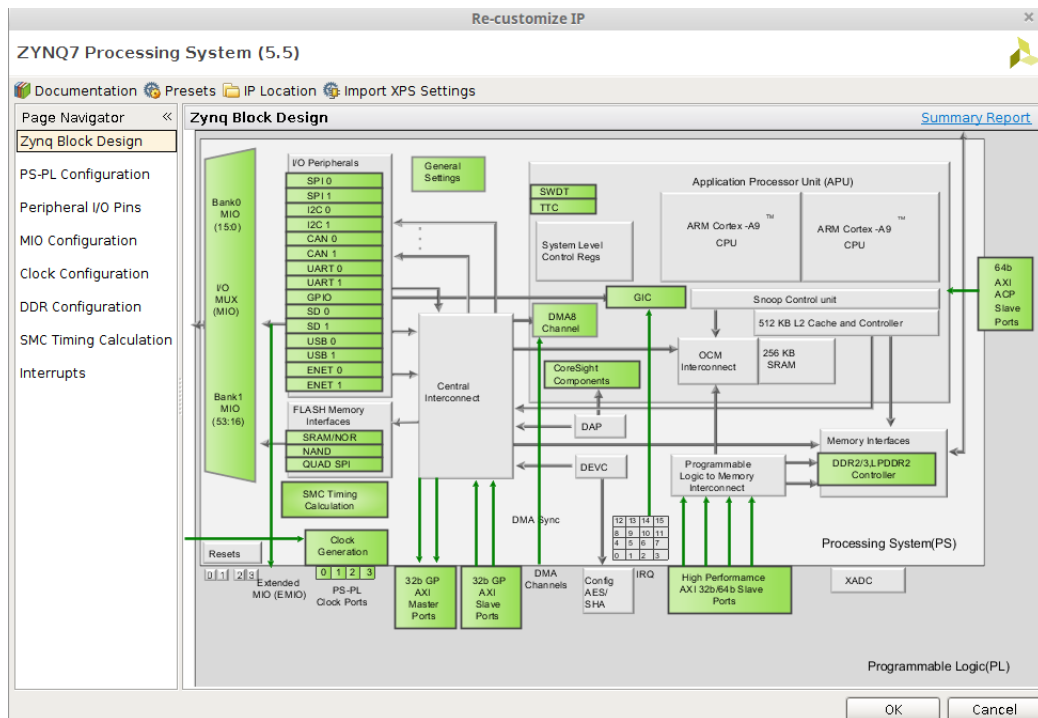 Re-customize IP
ZYNQ7 Processing System (5.5)
Documentation Presets IP Location Import XPS Settings
Page Navigator «
Zynq Block Design
PS-PL Configuration
Peripheral I/O Pins
MIO Configuration
Clock Configuration
DDR Configuration
SMC Timing Calculation
Interrupts
Zynq Block Design
Summary Report
Bank0
MIO
(15:0)
I/O
MUX
(MIO)
Bank1
MIO
(53:16)
I/O Peripherals
SPI 0
SPI 1
I2C 0
I2C 1
CAN 0
CAN 1
UART 0
UART 1
GPIO
SD 0
SD 1
USB 0
USB 1
ENET 0
ENET 1
FLASH Memory
Interfaces
SRAM/NOR
NAND
QUAD SPI
SMC Timing
Calculation
General
Settings
Application Processor Unit (APU)
SWDT
TTC
System Level
Control Regs
ARM Cortex -A9 ™
CPU
ARM Cortex -A9 ™
CPU
GIC
Snoop Control unit
512 KB L2 Cache and Controller
DMA8
Channel
OCM
Interconnect
256 KB
SRAM
CoreSight
Components
Central
Interconnect
DAP
DEVC
Programmable
Logic to Memory
Interconnect
Memory Interfaces
DDR2/3,LPDDR2
Controller
64b
AXI
ACP
Slave
Ports
DMA Sync
12 13 14 15
8 9 10 11
4 5 6 7
0 1 2 3
Processing System(PS)
Clock
Generation
Resets
0 1 2 3
0 1 2 3
Extended
MIO (EMIO)
PS-PL
Clock Ports
32b GP
AXI
Master
Ports
32b GP
AXI
Slave
Ports
DMA
Channels
Config
AES/
SHA
IRQ
High Performamce
AXI 32b/64b Slave
Ports
XADC
Programmable Logic(PL)
OK
Cancel